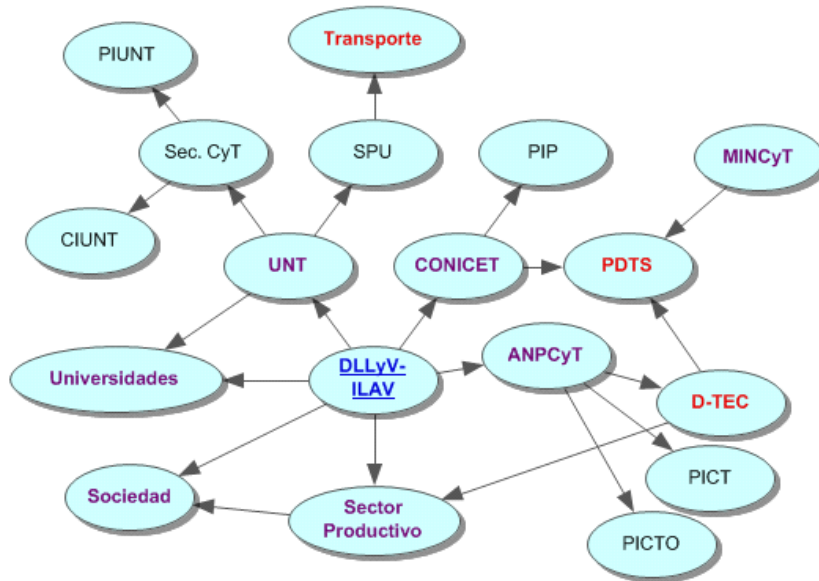 Transporte
PIUNT
Sec. CyT
SPU
PIP
MINCyT
CIUNT
UNT
CONICET
PDTS
Universidades
DLLyV-
ILAV
ANPCyT
D-TEC
Sociedad
Sector
Productivo
PICT
PICTO